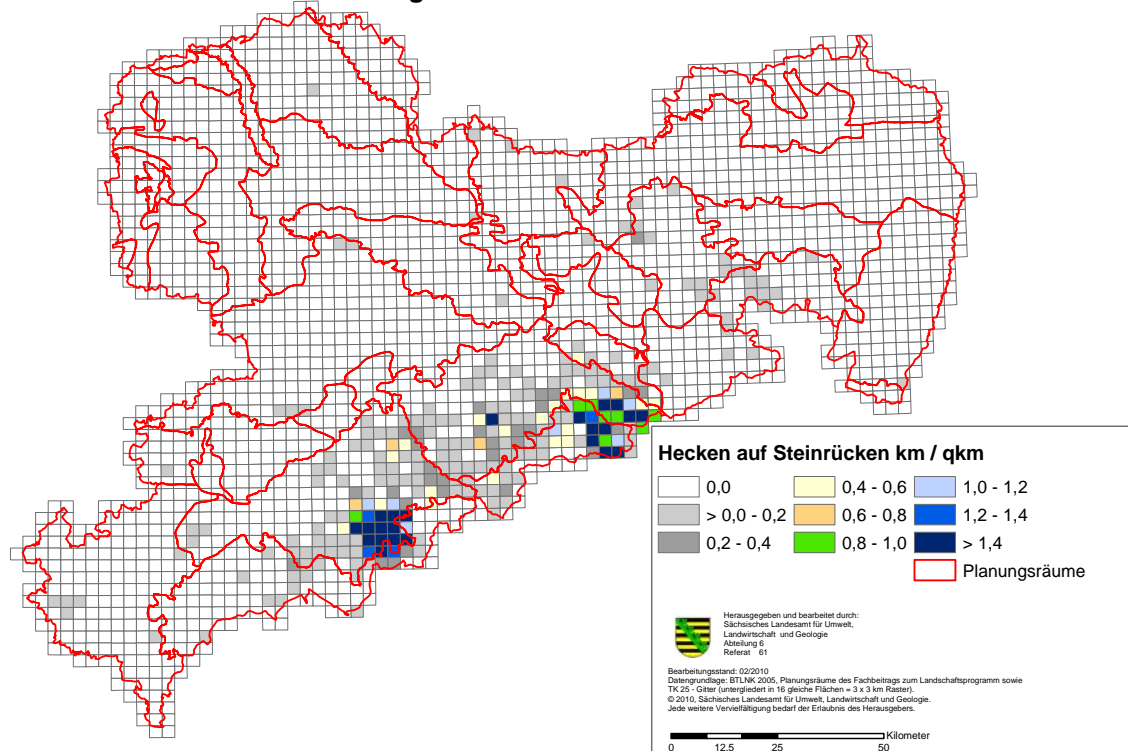 Hecken auf Steinrücken km / qkm
0,0
> 0,0 - 0,2
0,2 - 0,4
0,4 - 0,6
0,6 - 0,8
0,8 - 1,0
1,0 - 1,2
1,2 - 1,4
> 1,4
Planungsräume
Herausgegeben und bearbeitet durch:
Sächsisches Landesamt für Umwelt,
Landwirtschaft und Geologie
Abteilung 6
Referat 61
Bearbeitungsstand: 02/2010
Datengrundlage: BTLNK 2005, Planungsräume des Fachbeitrags zum Landschaftsprogramm sowie
TK 25 - Gitter (untergliedert in 16 gleiche Flächen = 3 x 3 km Raster).
© 2010, Sächsisches Landesamt für Umwelt, Landwirtschaft und Geologie.
Jede weitere Vervielfältigung bedarf der Erlaubnis des Herausgebers.
Kilometer
0 12,5 25 50